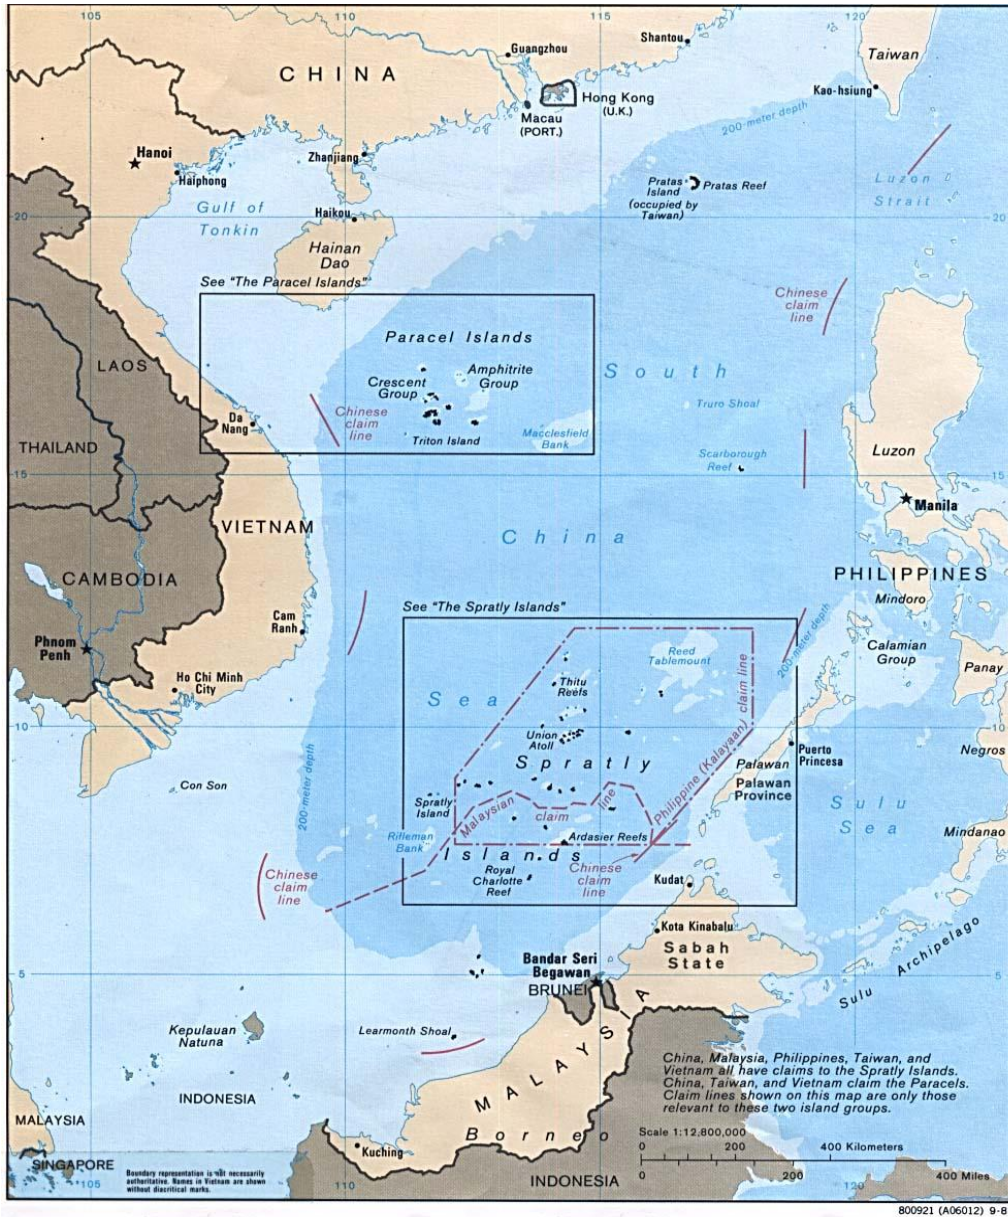 105
110
115
120
Guangzhou
Shantou
Taiwan
CHINA
Kao-hsiung
Hong Kong
(U.K.)
Macau
(PORT.)
200-meter depth
Hanoi
Zhanjiang
Haiphong
Pratas
Island
(occupied by
Taiwan)
Pratas Reef
Luzon
Strait
Gulf of
Tonkin
Haikou
20
20
Hainan
Dao
See "The Paracel Islands"
Chinese
claim
line
Paracel Islands
LAOS
Crescent
Group
Amphitrite
Group
South
Chinese
claim
line
Truro Shoal
Da
Nang
Triton Island
Macclesfield
Bank
THAILAND
Scarborough
Reef
Luzon
15
15
Manila
VIETNAM
China
CAMBODIA
PHILIPPINES
Mindoro
See "The Spratly Islands"
Cam
Ranh
Phnom
Penh
200-meter depth
Calamian
Group
Reed
Tablemount
Panay
Ho Chi Minh
City
Thitu
Reefs
Sea
Philippine (Kalayaan) claim line
10
10
Union
Atoll
Spratly
Puerto
Princesa
Negros
Palawan
Palawan
Province
Con Son
200-meter depth
Spratly
Island
Malaysian
claim
line
Sulu
Sea
Mindanao
Rifleman
Bank
Ardasier Reefs
Islands
Chinese
claim
line
Royal
Charlotte
Reef
Chinese
claim
line
Kudat
Kota Kinabalu
Sabah
State
Sulu Archipelago
Bandar Seri
Begawan
5
5
BRUNEI
Kepulauan
Natuna
Learmonth Shoal
MALAYSIA
China, Malaysia, Philippines, Taiwan, and
Vietnam all have claims to the Spratly Islands.
China, Taiwan, and Vietnam claim the Paracels.
Claim lines shown on this map are only those
relevant to these two island groups.
INDONESIA
MALAYSIA
Borneo
Scale 1:12,800,000
0
200
400 Kilometers
0
200
400 Miles
Kuching
SINGAPORE
Boundary representation is not necessarily
authoritative. Names in Vietnam are shown
without diacritical marks.
INDONESIA
105
110
115
120
800921 (A06012) 9-8